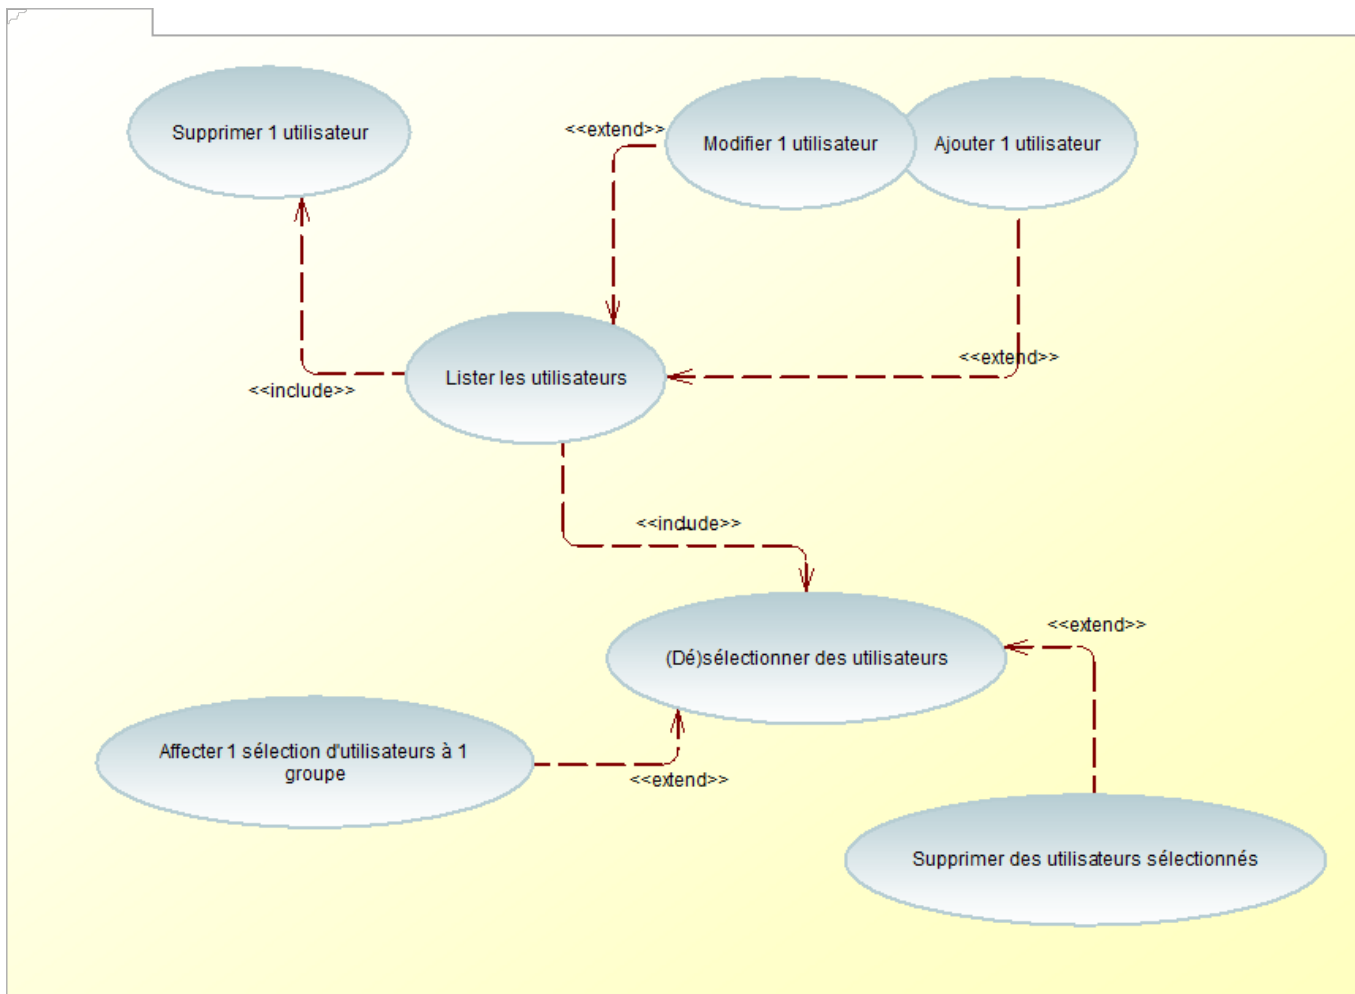 Supprimer 1 utilisateur
<<extend>>
Modifier 1 utilisateur
Ajouter 1 utilisateur
<<extend>>
Lister les utilisateurs
<<include>>
<<include>>
<<extend>>
(Dé)sélectionner des utilisateurs
Affecter 1 sélection d'utilisateurs à 1
groupe
<<extend>>
Supprimer des utilisateurs sélectionnés